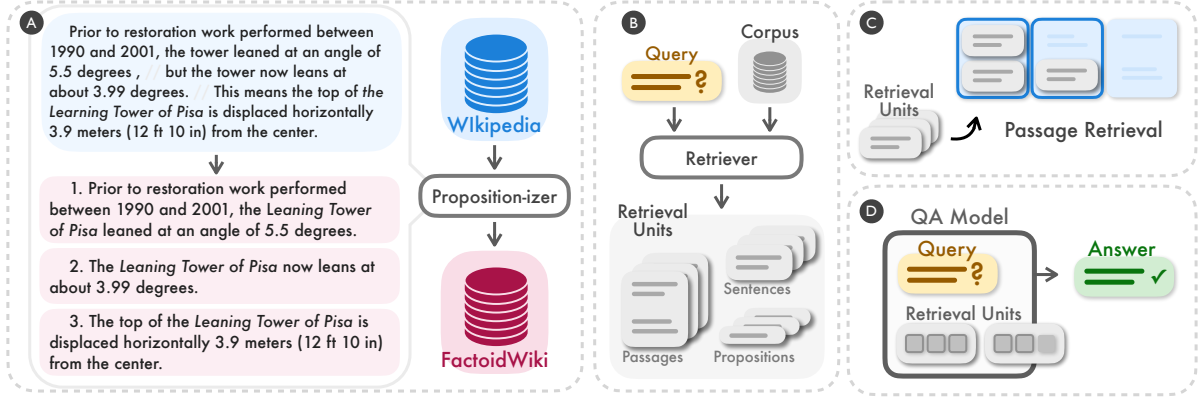 A
Prior to restoration work performed between
1990 and 2001, the tower leaned at an angle of
5.5 degrees , // but the tower now leans at
about 3.99 degrees. // This means the top of the
Learning Tower of Pisa is displaced horizontally
3.9 meters (12 ft 10 in) from the center.
1. Prior to restoration work performed
between 1990 and 2001, the Leaning Tower
of Pisa leaned at an angle of 5.5 degrees.
2. The Leaning Tower of Pisa now leans at
about 3.99 degrees.
3. The top of the Leaning Tower of Pisa is
displaced horizontally 3.9 meters (12 ft 10 in)
from the center.
WIkipedia
Proposition-izer
FactoidWiki
B
Query
?
Corpus
Retriever
Retrieval
Units
Passages
Sentences
Propositions
C
Retrieval
Units
Passage Retrieval
D
QA Model
Query
?
Retrieval Units
Answer